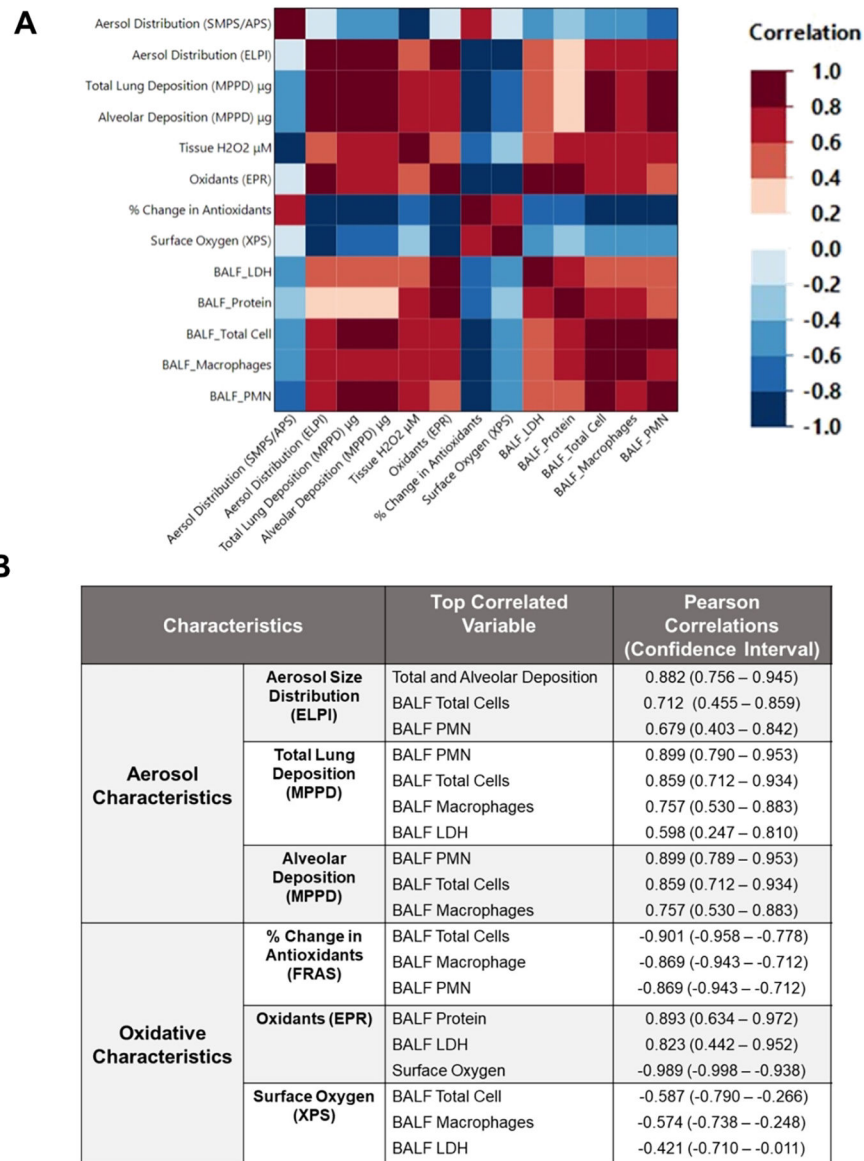 A
Aersol Distribution (SMPS/APS)
Aersol Distribution (ELPI)
Total Lung Deposition (MPPD) µg
Alveolar Deposition (MPPD) µg
Tissue H2O2 µM
Oxidants (EPR)
% Change in Antioxidants
Surface Oxygen (XPS)
BALF_LDH
BALF_Protein
BALF_Total Cell
BALF_Macrophages
BALF_PMN
Aersol Distribution (SMPS/APS)
Aersol Distribution (ELPI)
Total Lung Deposition (MPPD) µg
Alveolar Deposition (MPPD) µg
Tissue H2O2 µM
Oxidants (EPR)
% Change in Antioxidants
Surface Oxygen (XPS)
BALF_LDH
BALF_Protein
BALF_Total Cell
BALF_Macrophages
BALF_PMN
Correlation
1.0
0.8
0.6
0.4
0.2
0.0
-0.2
-0.4
-0.6
-0.8
-1.0
B
Characteristics
Top Correlated
Variable
Pearson
Correlations
(Confidence Interval)
Aerosol
Characteristics
Aerosol Size
Distribution
(ELPI)
Total and Alveolar Deposition 0.882 (0.756 – 0.945)
BALF Total Cells 0.712 (0.455 – 0.859)
BALF PMN 0.679 (0.403 – 0.842)
Total Lung
Deposition
(MPPD)
BALF PMN 0.899 (0.790 – 0.953)
BALF Total Cells 0.859 (0.712 – 0.934)
BALF Macrophages 0.757 (0.530 – 0.883)
BALF LDH 0.598 (0.247 – 0.810)
Alveolar
Deposition
(MPPD)
BALF PMN 0.899 (0.789 – 0.953)
BALF Total Cells 0.859 (0.712 – 0.934)
BALF Macrophages 0.757 (0.530 – 0.883)
Oxidative
Characteristics
% Change in
Antioxidants
(FRAS)
BALF Total Cells -0.901 (-0.958 – -0.778)
BALF Macrophage -0.869 (-0.943 – -0.712)
BALF PMN -0.869 (-0.943 – -0.712)
Oxidants (EPR)
BALF Protein 0.893 (0.634 – 0.972)
BALF LDH 0.823 (0.442 – 0.952)
Surface Oxygen -0.989 (-0.998 – -0.938)
Surface Oxygen
(XPS)
BALF Total Cell -0.587 (-0.790 – -0.266)
BALF Macrophages -0.574 (-0.738 – -0.248)
BALF LDH -0.421 (-0.710 – -0.011)